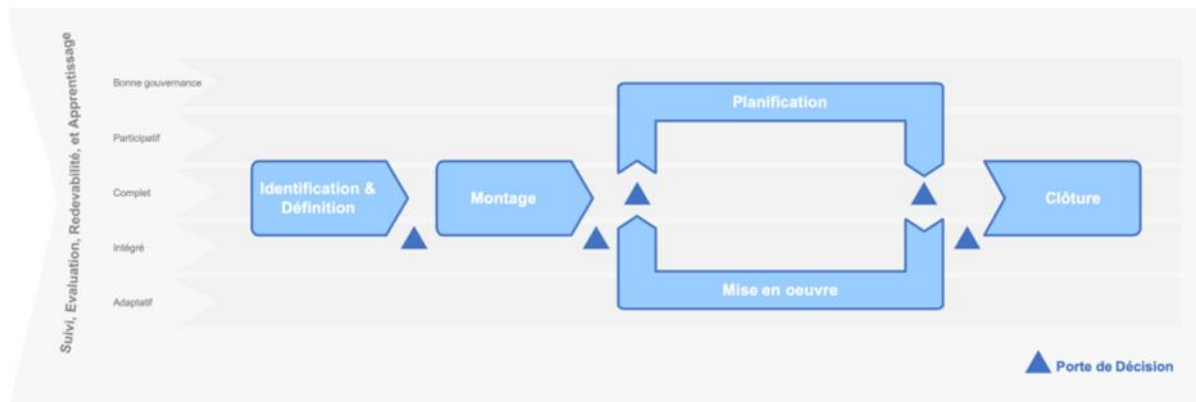 Suivi, Evaluation, Redevabilité, et Apprentissage
Bonne gouvernance
Participatif
Complet
Intégré
Adaptatif
Identification &
Définition
Montage
Planification
Mise en oeuvre
Clôture
Porte de Décision